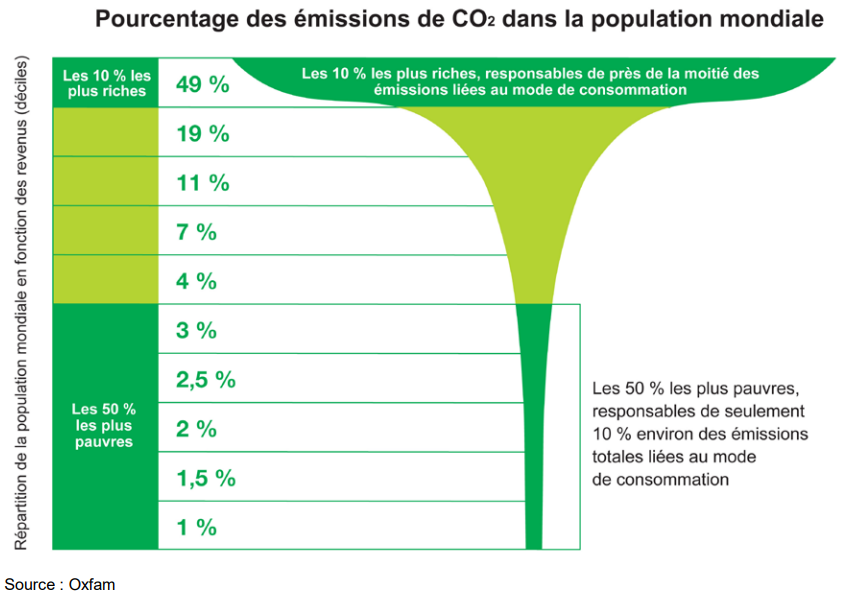 Pourcentage des émissions de CO2 dans la population mondiale
Répartition de la population mondiale en fonction des revenus (déciles)
Les 10 % les
plus riches
49 %
Les 10 % les plus riches, responsables de près de la moitié des
émissions liées au mode de consommation
19 %
11 %
7 %
4 %
3 %
2,5 %
Les 50 %
les plus
pauvres
2 %
1,5 %
1 %
Les 50 % les plus pauvres,
responsables de seulement
10 % environ des émissions
totales liées au mode
de consommation
Source : Oxfam